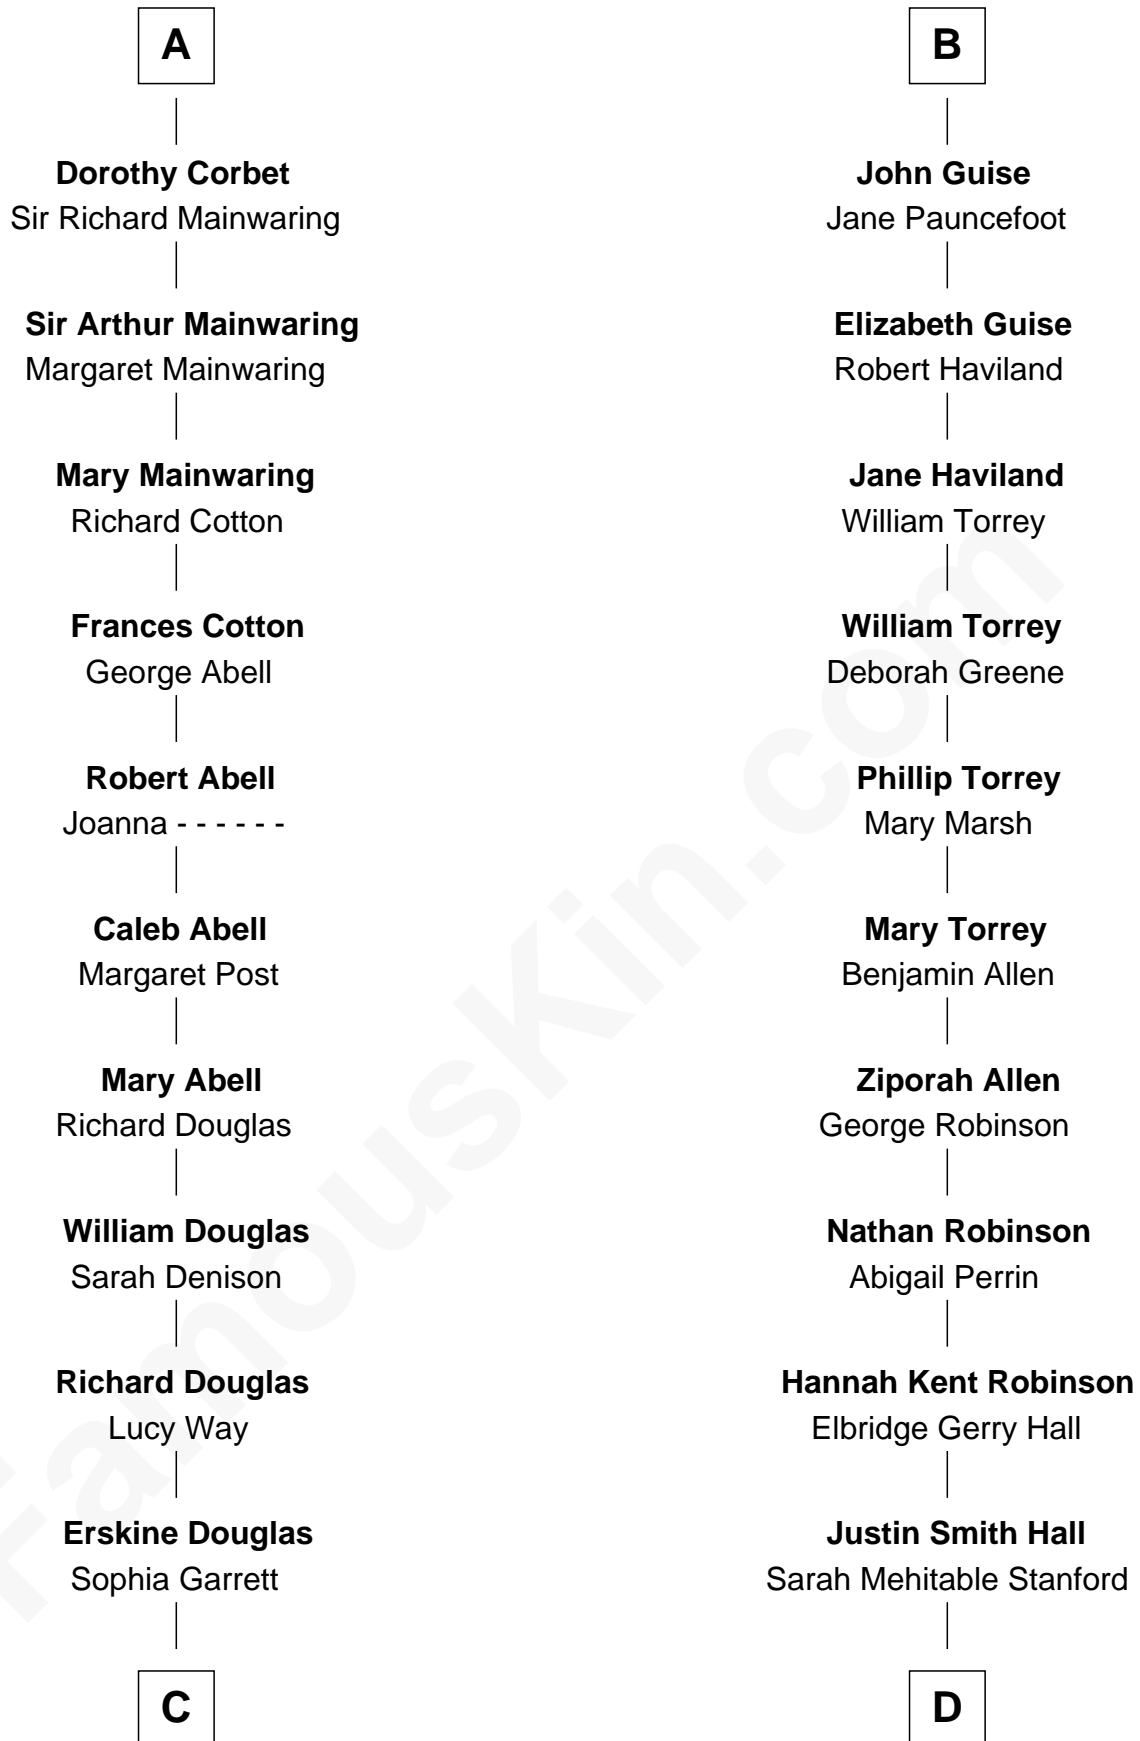 A
Dorothy Corbet
Sir Richard Mainwaring
Sir Arthur Mainwaring
Margaret Mainwaring
Mary Mainwaring
Richard Cotton
Frances Cotton
George Abell
Robert Abell
Joanna - - - - - -
Caleb Abell
Margaret Post
Mary Abell
Richard Douglas
William Douglas
Sarah Denison
Richard Douglas
Lucy Way
Erskine Douglas
Sophia Garrett
C
B
John Guise
Jane Pauncefoot
Elizabeth Guise
Robert Haviland
Jane Haviland
William Torrey
William Torrey
Deborah Greene
Phillip Torrey
Mary Marsh
Mary Torrey
Benjamin Allen
Ziporah Allen
George Robinson
Nathan Robinson
Abigail Perrin
Hannah Kent Robinson
Elbridge Gerry Hall
Justin Smith Hall
Sarah Mehitable Stanford
D
FamousKin.com